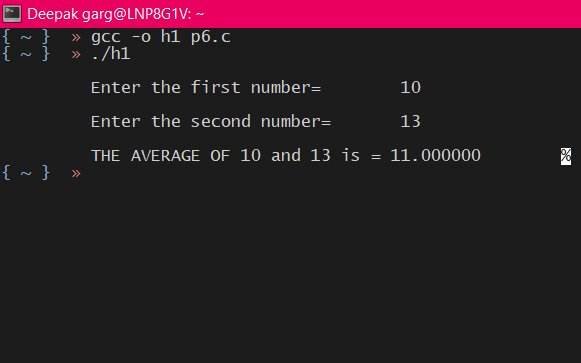 Deepak garg@LNP8G1V: ~
{ ~ } » gcc -o h1 p6.c
{ ~ } » ./h1
Enter the first number= 10
Enter the second number= 13
THE AVERAGE OF 10 and 13 is = 11.000000 %
{ ~ } »